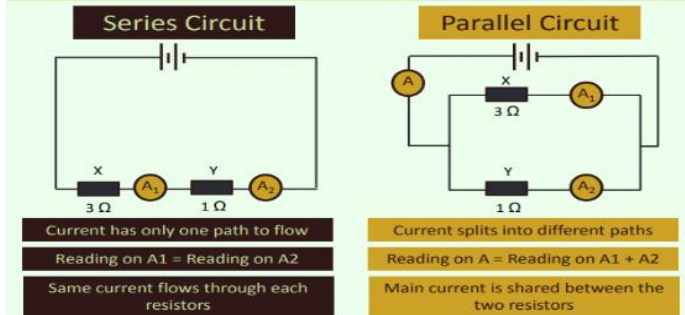 Series Circuit
X
A1
Y
A2
3 Ω
1 Ω
Current has only one path to flow
Reading on A1 = Reading on A2
Same current flows through each
resistors
Parallel Circuit
A
X
A1
3 Ω
Y
A2
1 Ω
Current splits into different paths
Reading on A = Reading on A1 + A2
Main current is shared between the
two resistors